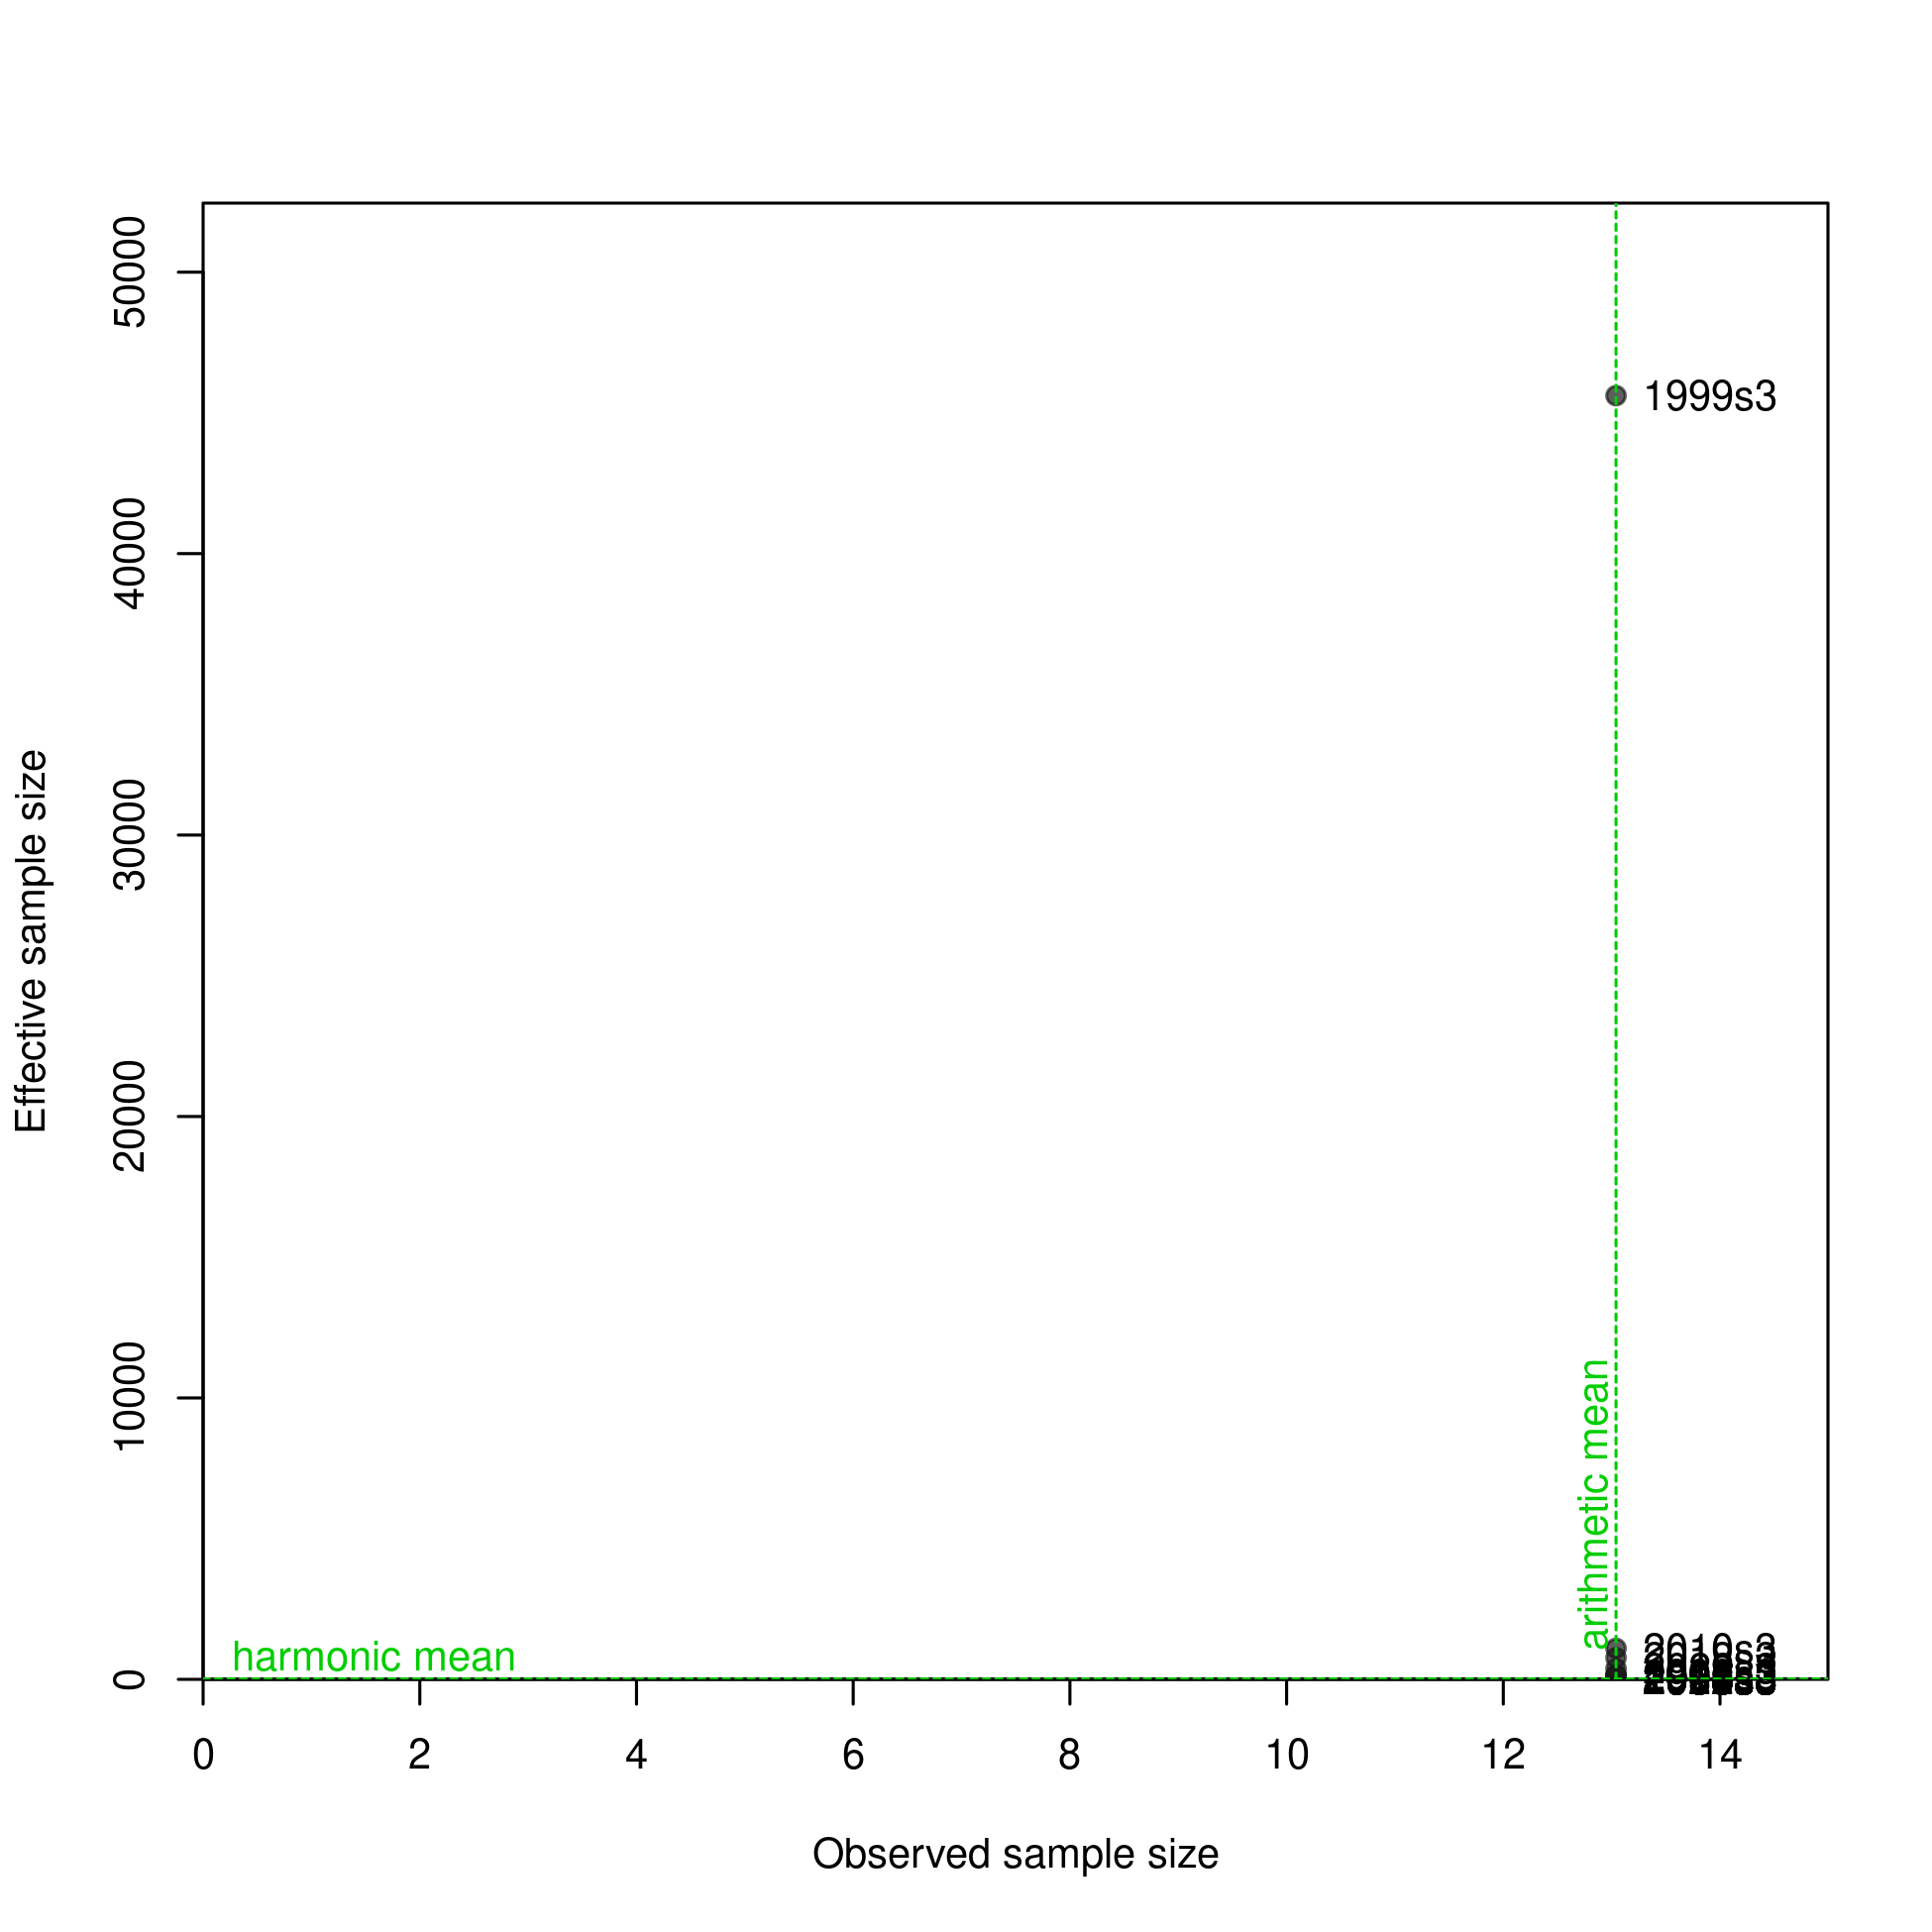 50000
40000
30000
20000
10000
0
Effective sample size
1999s3
arithmetic mean
harmonic mean
2010s3
0 2 4 6 8 10 12 14
Observed sample size